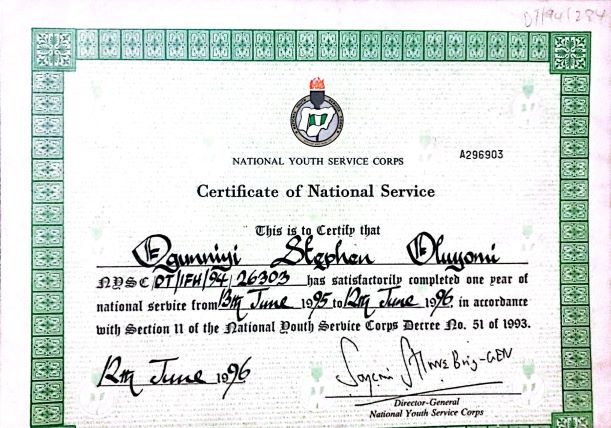 DT/94/284
NATIONAL YOUTH SERVICE CORPS
A296903
Certificate of National Service
This is to Certify that
Ogunniyi Stephen Oluyomi
NYSC/OT/IFH/94/26303 has satisfactorily completed one year of
national service from 13th June 1995 to 12th June 1996 in accordance
with Section 11 of the National Youth Service Corps Decree No. 51 of 1993.
12th June 1996
Brig-GEN
Director-General
National Youth Service Corps